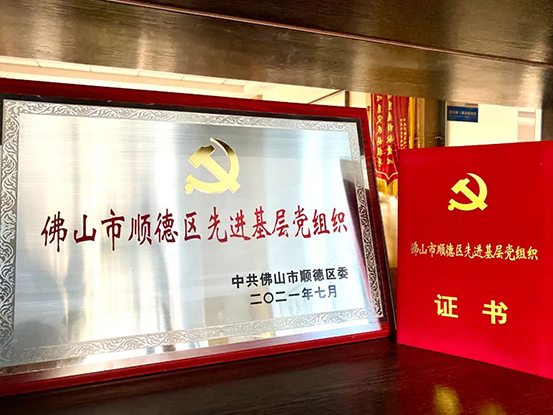 佛山市顺德区先进基层党组织
中共佛山市顺德区委
二〇二一年七月
佛山市顺德区先进基层党组织
证书